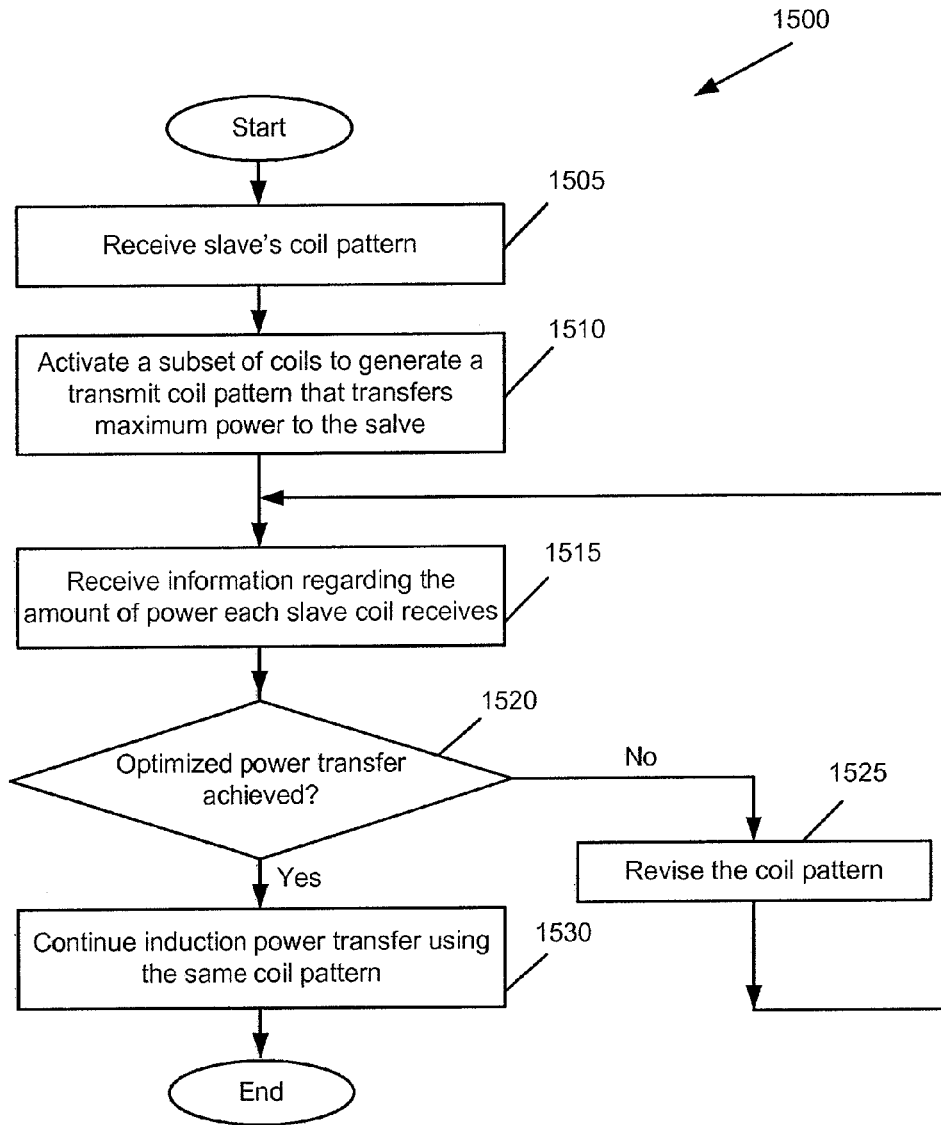 1500
Start
1505
Receive slave's coil pattern
1510
Activate a subset of coils to generate a
transmit coil pattern that transfers
maximum power to the salve
1515
Receive information regarding the
amount of power each slave coil receives
1520
Optimized power transfer
achieved?
No
1525
Revise the coil pattern
Yes
1530
Continue induction power transfer using
the same coil pattern
End